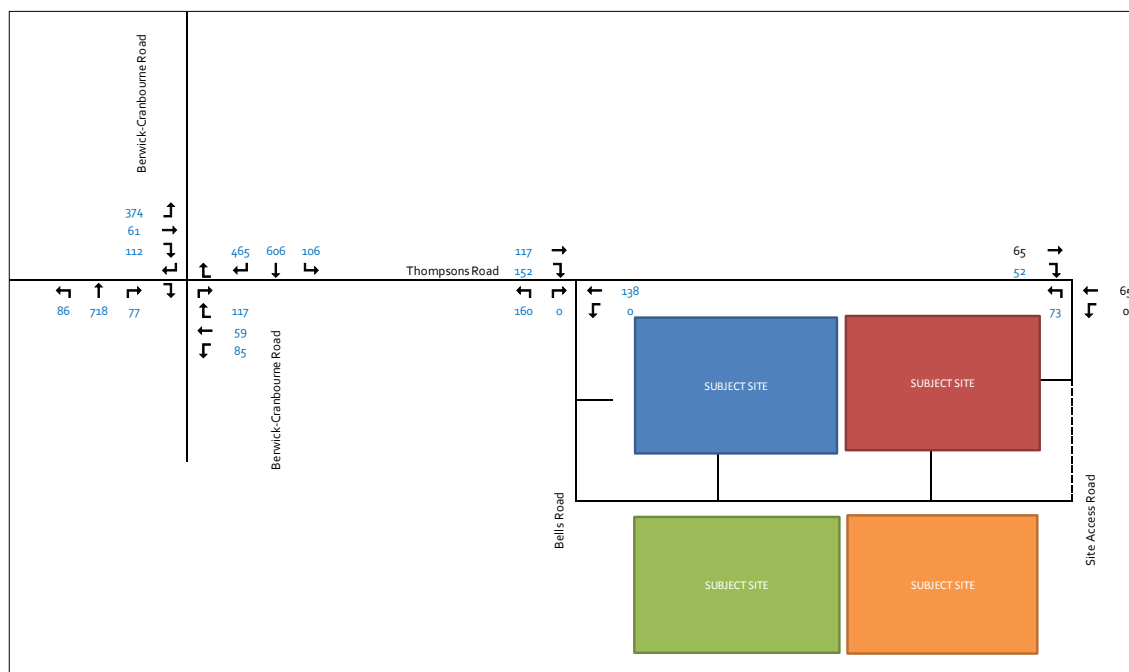 Berwick-Cranbourne Road
374
61
112
465 606 106
Thompsons Road
117
152
65
52
86 718 77
117
59
85
Berwick-Cranbourne Road
160 0
138
0
73
65
0
SUBJECT SITE
SUBJECT SITE
Bells Road
Site Access Road
SUBJECT SITE
SUBJECT SITE